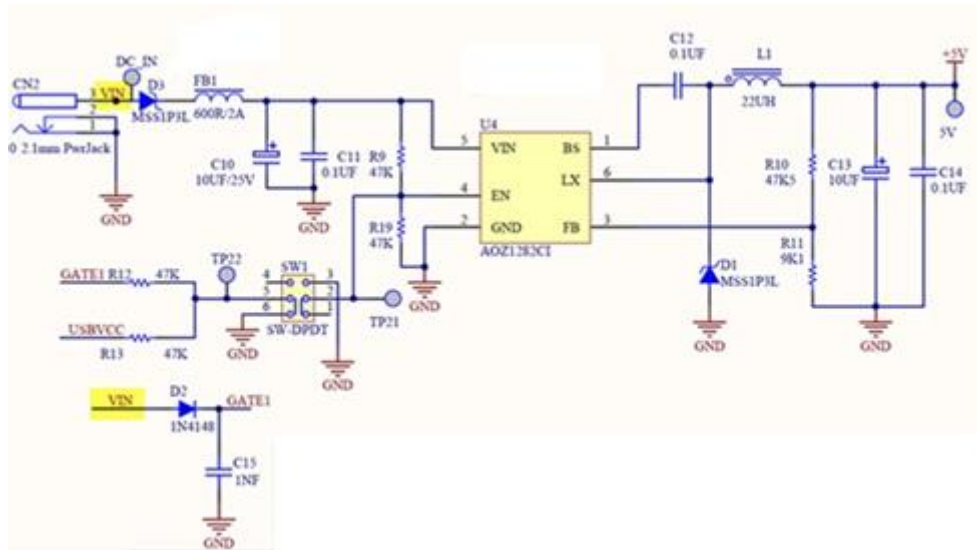 CN2
DC_IN
3
VIN
2
1
0 2.1mm PwrJack
GND
D3
MSS1P3L
FB1
600R/2A
C10
10UF/25V
C11
0.1UF
GND
R9
47K
R19
47K
GND
U4
5
VIN
BS
1
4
EN
LX
6
2
GND
FB
3
AOZ1282CI
C12
0.1UF
L1
22UH
D1
MSS1P3L
GND
R10
47K5
R11
9K1
C13
10UF
C14
0.1UF
GND
+5V
5V
GATE1
R12
47K
USBVCC
R13
47K
TP22
SW1
4
3
5
2
6
1
SW-DPDT
GND
GND
TP21
VIN
D2
1N4148
GATE1
C15
1NF
GND